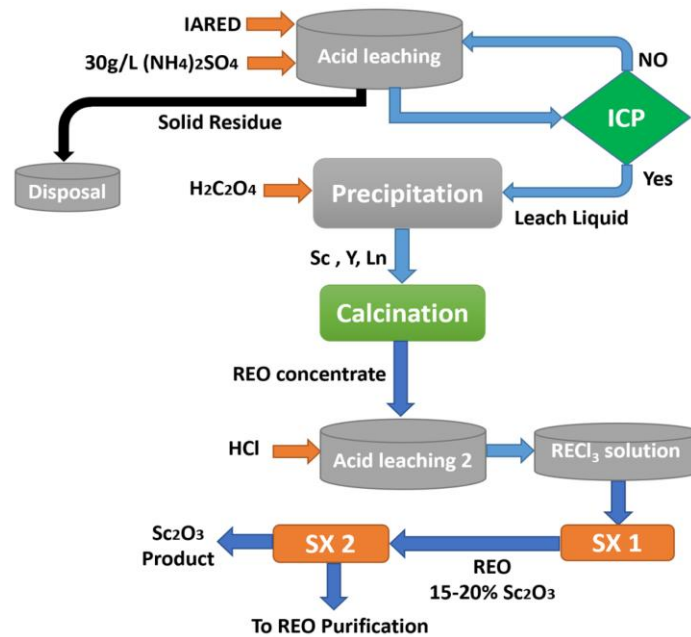 IARED
30g/L (NH4)2SO4
Acid leaching
NO
ICP
Solid Residue
Disposal
H2C2O4
Precipitation
Yes
Leach Liquid
Sc , Y, Ln
Calcination
REO concentrate
HCl
Acid leaching 2
RECl3 solution
Sc2O3
Product
SX 2
SX 1
REO
15-20% Sc2O3
To REO Purification